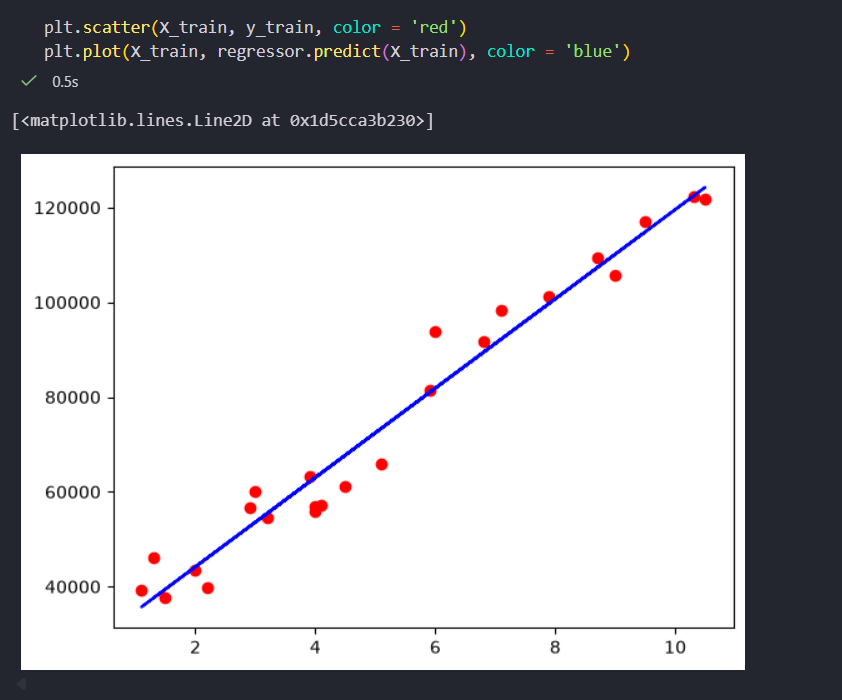 plt.scatter(X_train, y_train, color = 'red')
plt.plot(X_train, regressor.predict(X_train), color = 'blue')
0.5s
[<matplotlib.lines.Line2D at 0x1d5cca3b230>]
120000
100000
80000
60000
40000
2 4 6 8 10